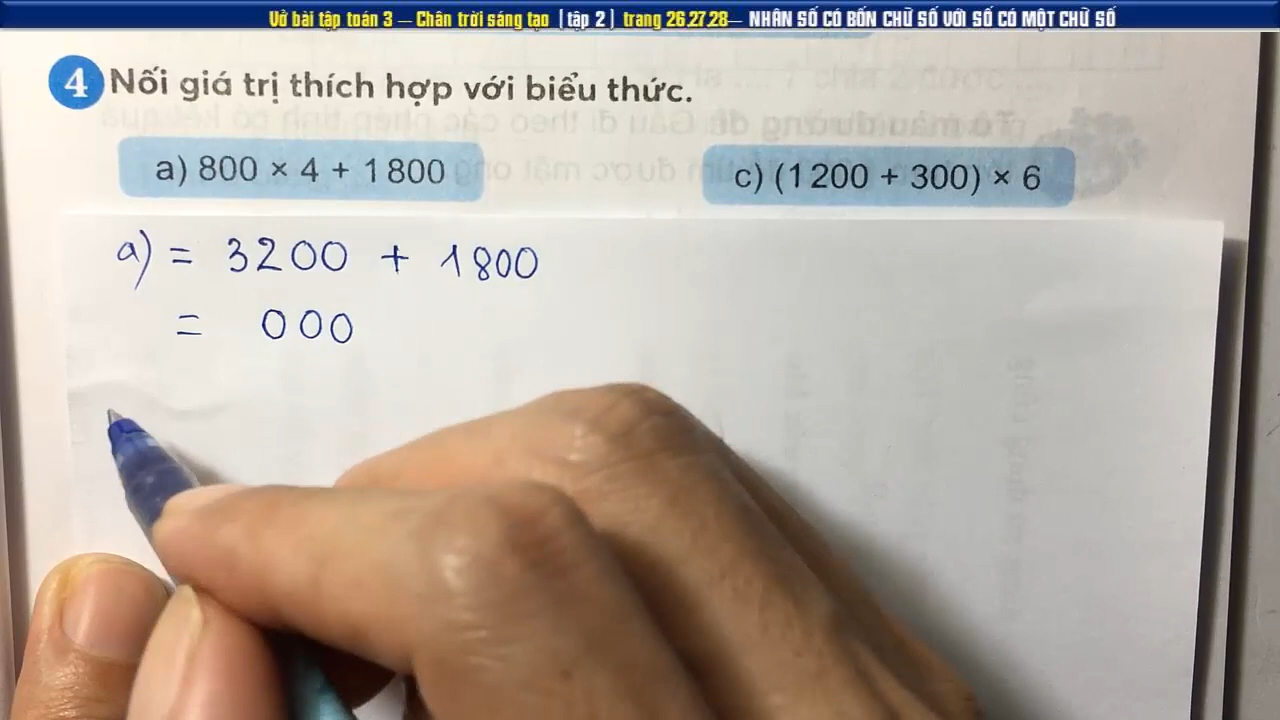 Vở bài tập toán 3 – Chân trời sáng tạo ( tập 2 ) trang 26,27,28– NHÂN SỐ CÓ BỐN CHỮ SỐ VỚI SỐ CÓ MỘT CHỮ SỐ
4 Nối giá trị thích hợp với biểu thức.
a) 800 × 4 + 1 800
c) (1 200 + 300) × 6
a) = 3200 + 1800
= 000